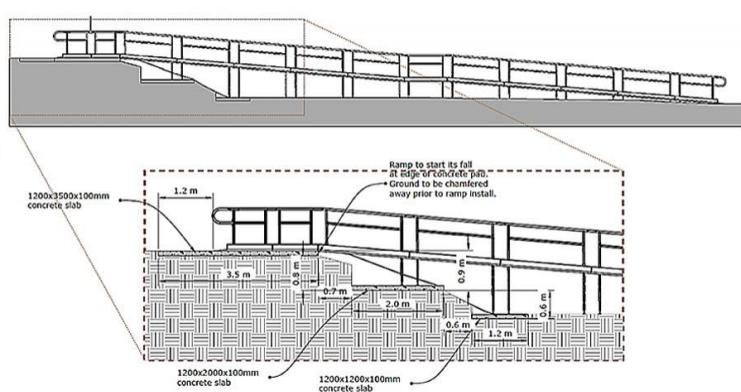 Ramp to start its fall
at edge of concrete pad.
Ground to be chamfered
away prior to ramp install.
1200x3500x100mm
concrete slab
1.2 m
3.5 m
0.8 m
0.9 m
0.7 m
2.0 m
0.6 m
0.6 m
1.2 m
1200x2000x100mm
concrete slab
1200x1200x100mm
concrete slab